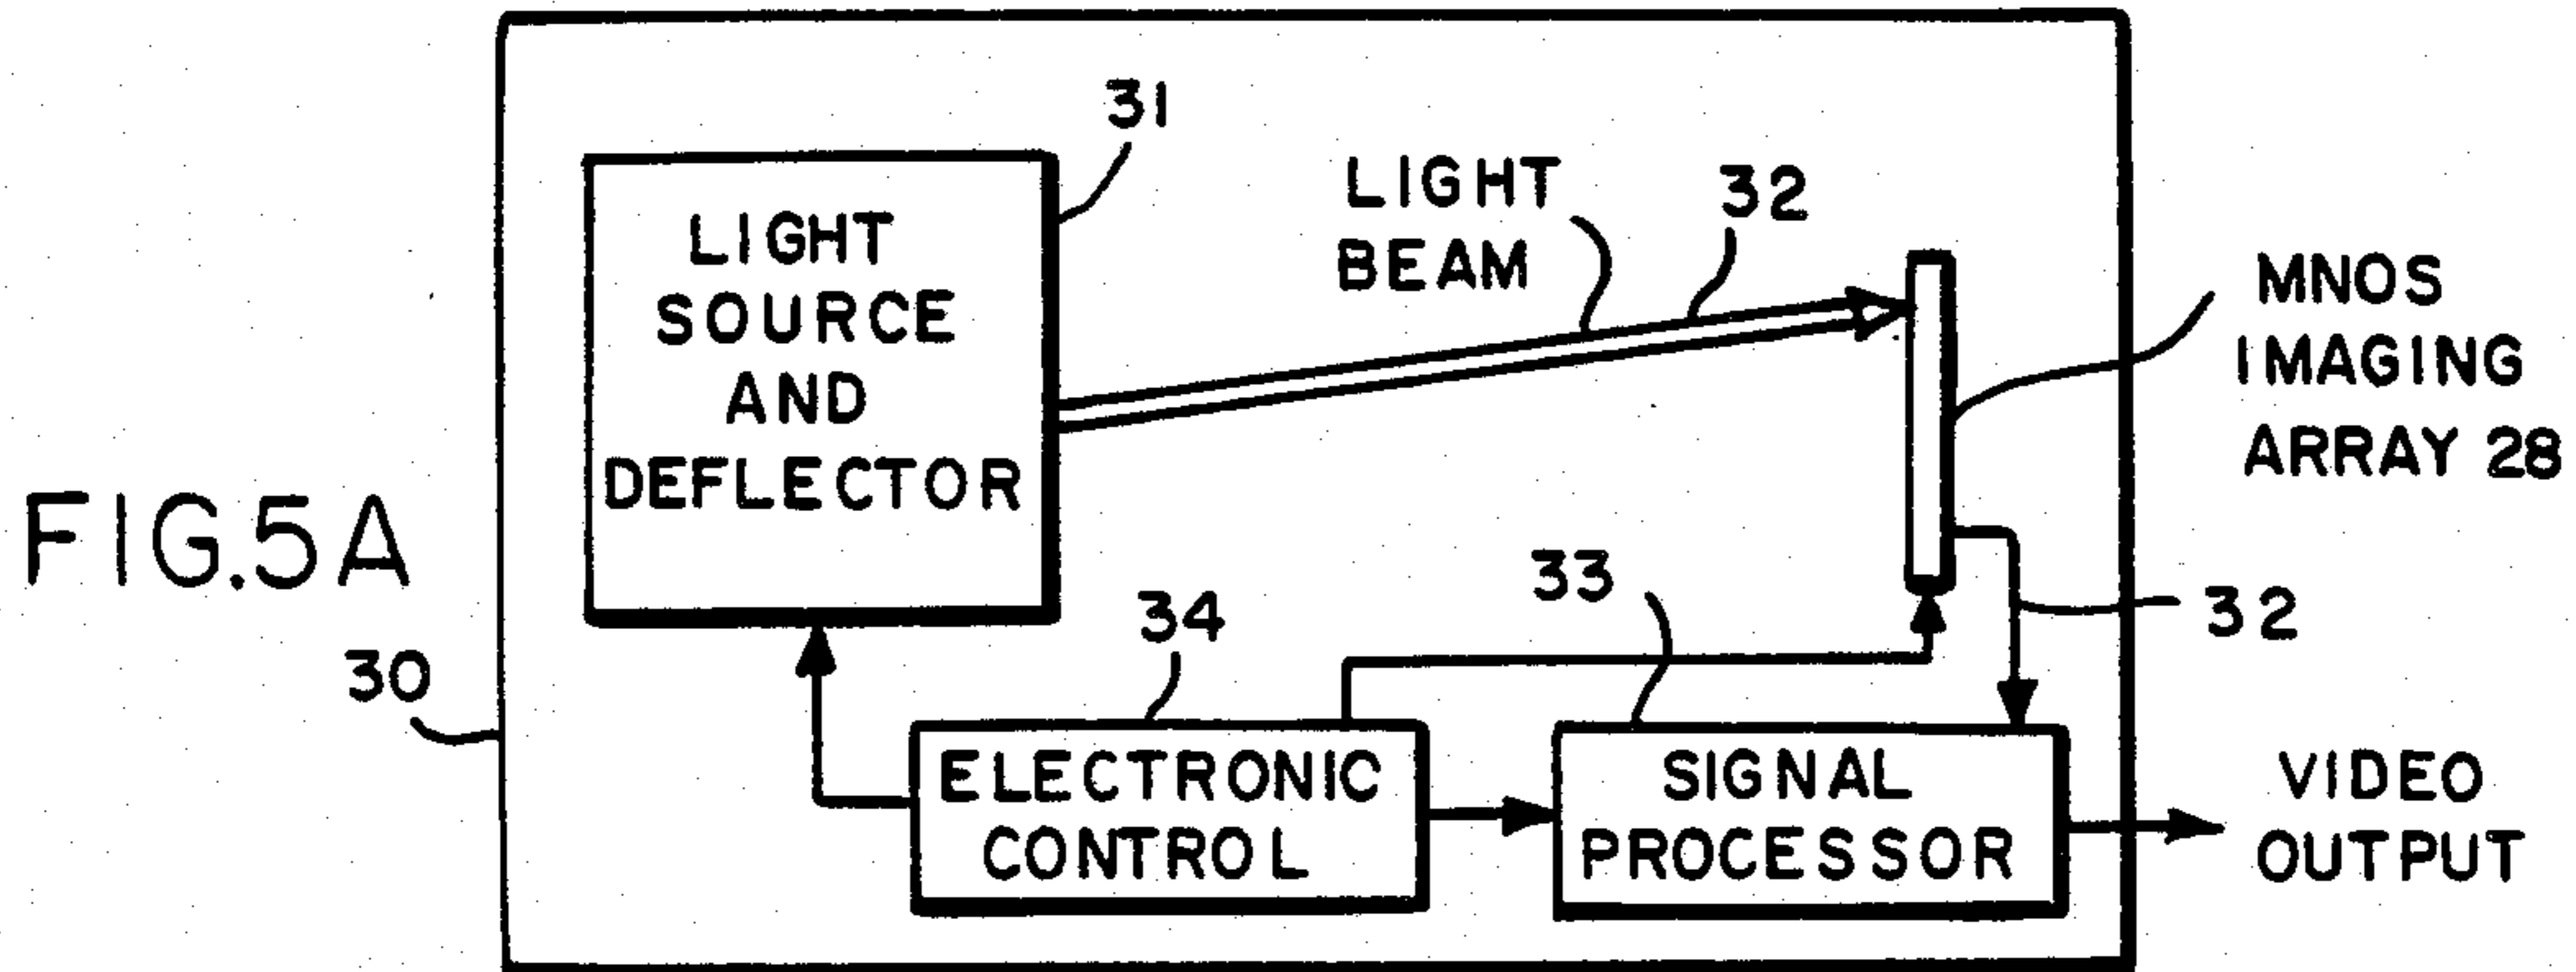 FIG.5A
30
31
LIGHT
SOURCE
AND
DEFLECTOR
LIGHT
BEAM
32
MNOS
IMAGING
ARRAY 28
32
33
34
ELECTRONIC
CONTROL
SIGNAL
PROCESSOR
VIDEO
OUTPUT